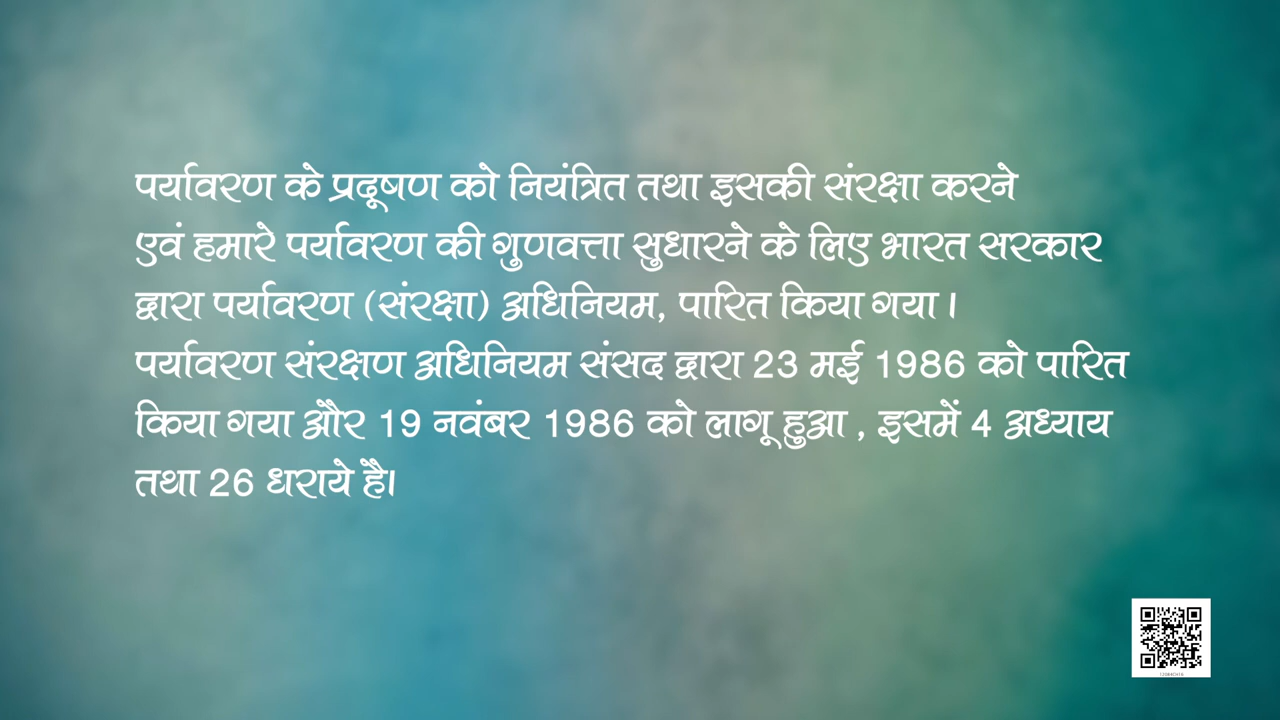 पर्यावरण के प्रदूषण को नियंत्रित तथा इसकी संरक्षा करने
एवं हमारे पर्यावरण की गुणवत्ता सुधारने के लिए भारत सरकार
द्वारा पर्यावरण (संरक्षा) अधिनियम, पारित किया गया ।
पर्यावरण संरक्षण अधिनियम संसद द्वारा 23 मई 1986 को पारित
किया गया और 19 नवंबर 1986 को लागू हुआ , इसमें 4 अध्याय
तथा 26 धराये है।